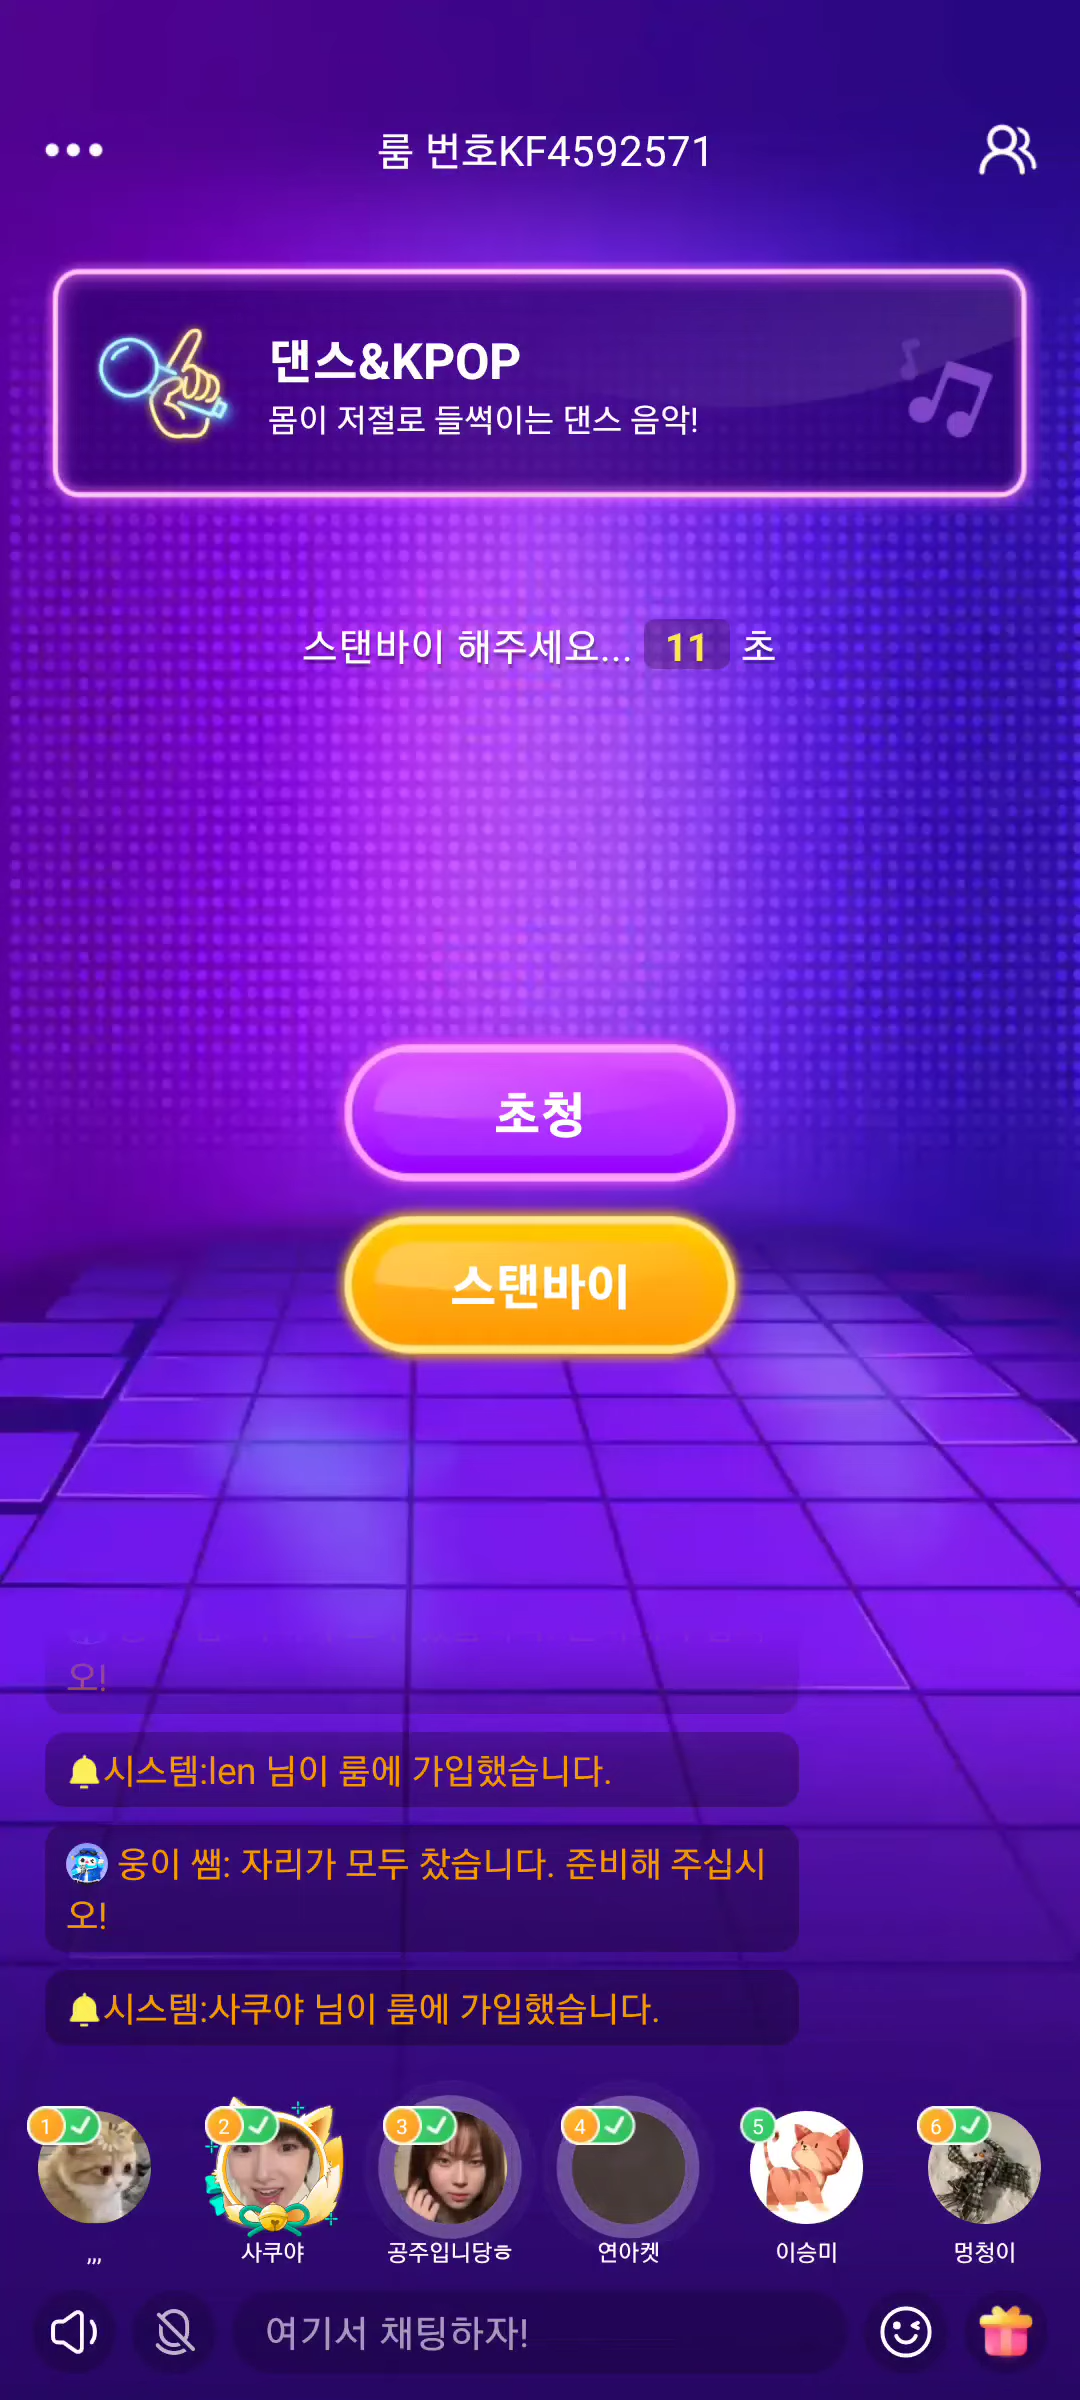 룸 번호KF4592571
댄스&KPOP
몸이 저절로 들썩이는 댄스 음악!
스탠바이 해주세요... 11 초
초청
스탠바이
오!
시스템:len 님이 룸에 가입했습니다.
웅이 쌤: 자리가 모두 찼습니다. 준비해 주십시
오!
시스템:사쿠야 님이 룸에 가입했습니다.
1 2 3 4 5 6
,,, 사쿠야 공주입니당ㅎ 연아켓 이승미 멍청이
여기서 채팅하자!